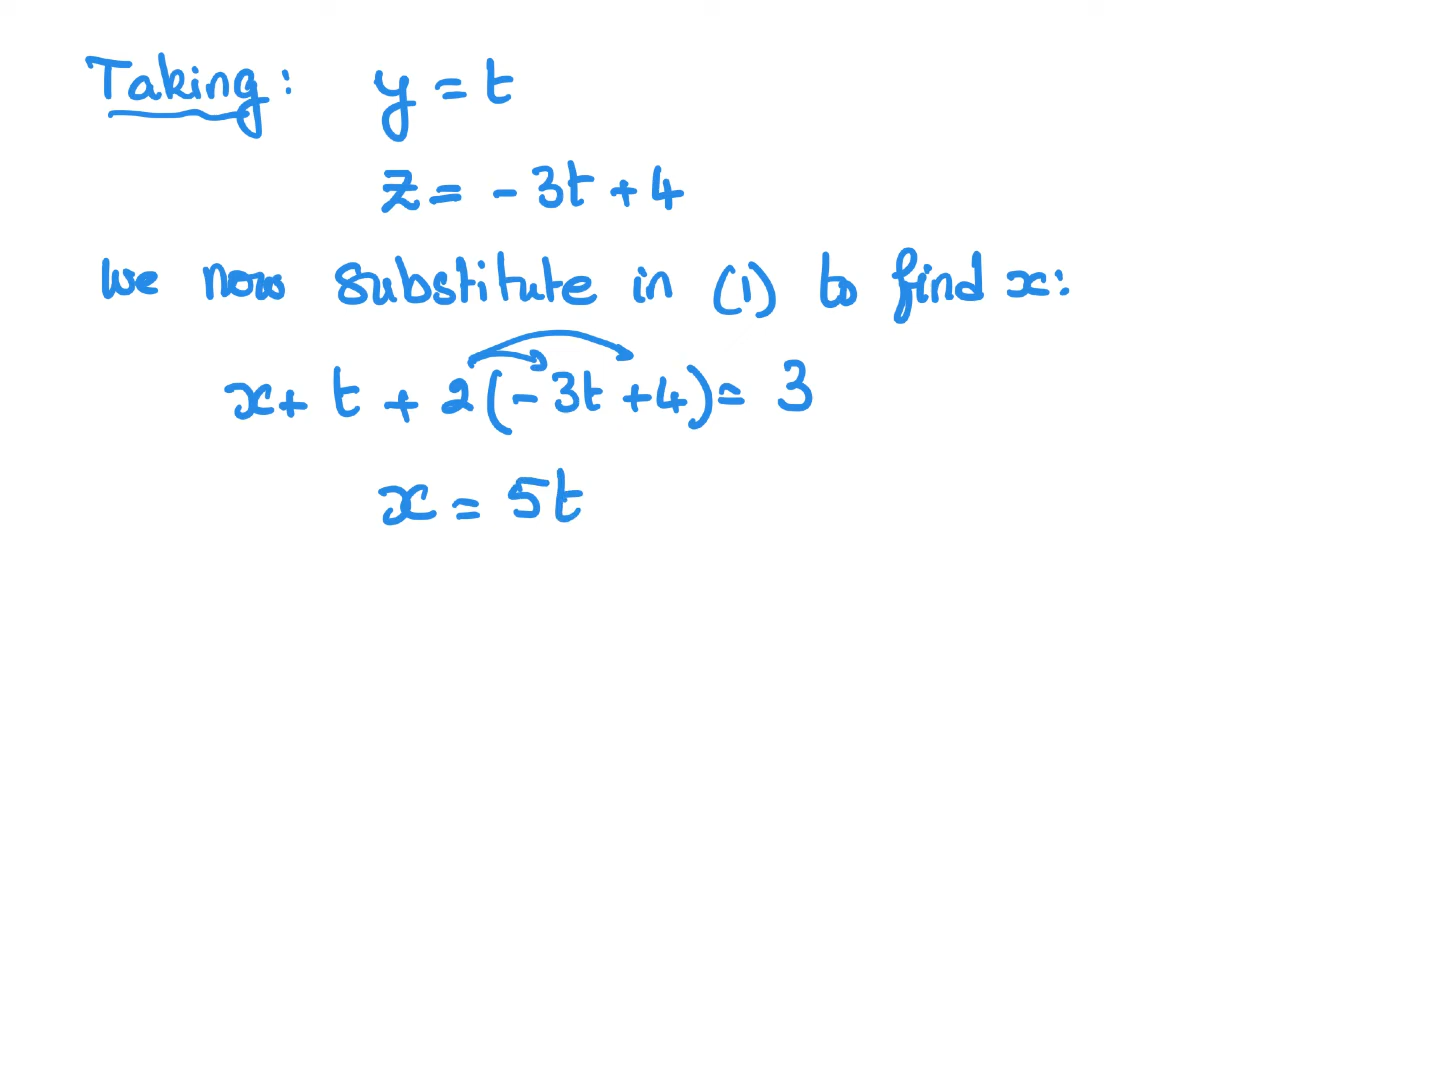 Taking: y = t
z = - 3t + 4
We now substitute in (1) to find x:
x + t + 2(- 3t + 4) = 3
x = 5t